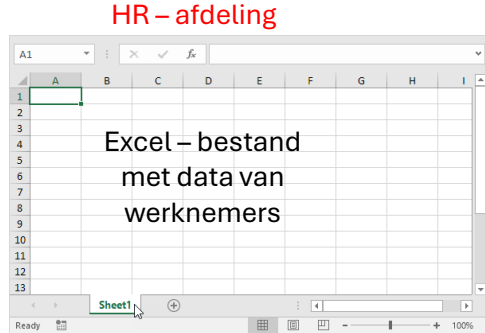 HR – afdeling
A1
fx
A B C D E F G H I
1
2
3
Excel – bestand
4
5
met data van
6
7
werknemers
8
9
10
11
12
13
Sheet1
Ready
100%